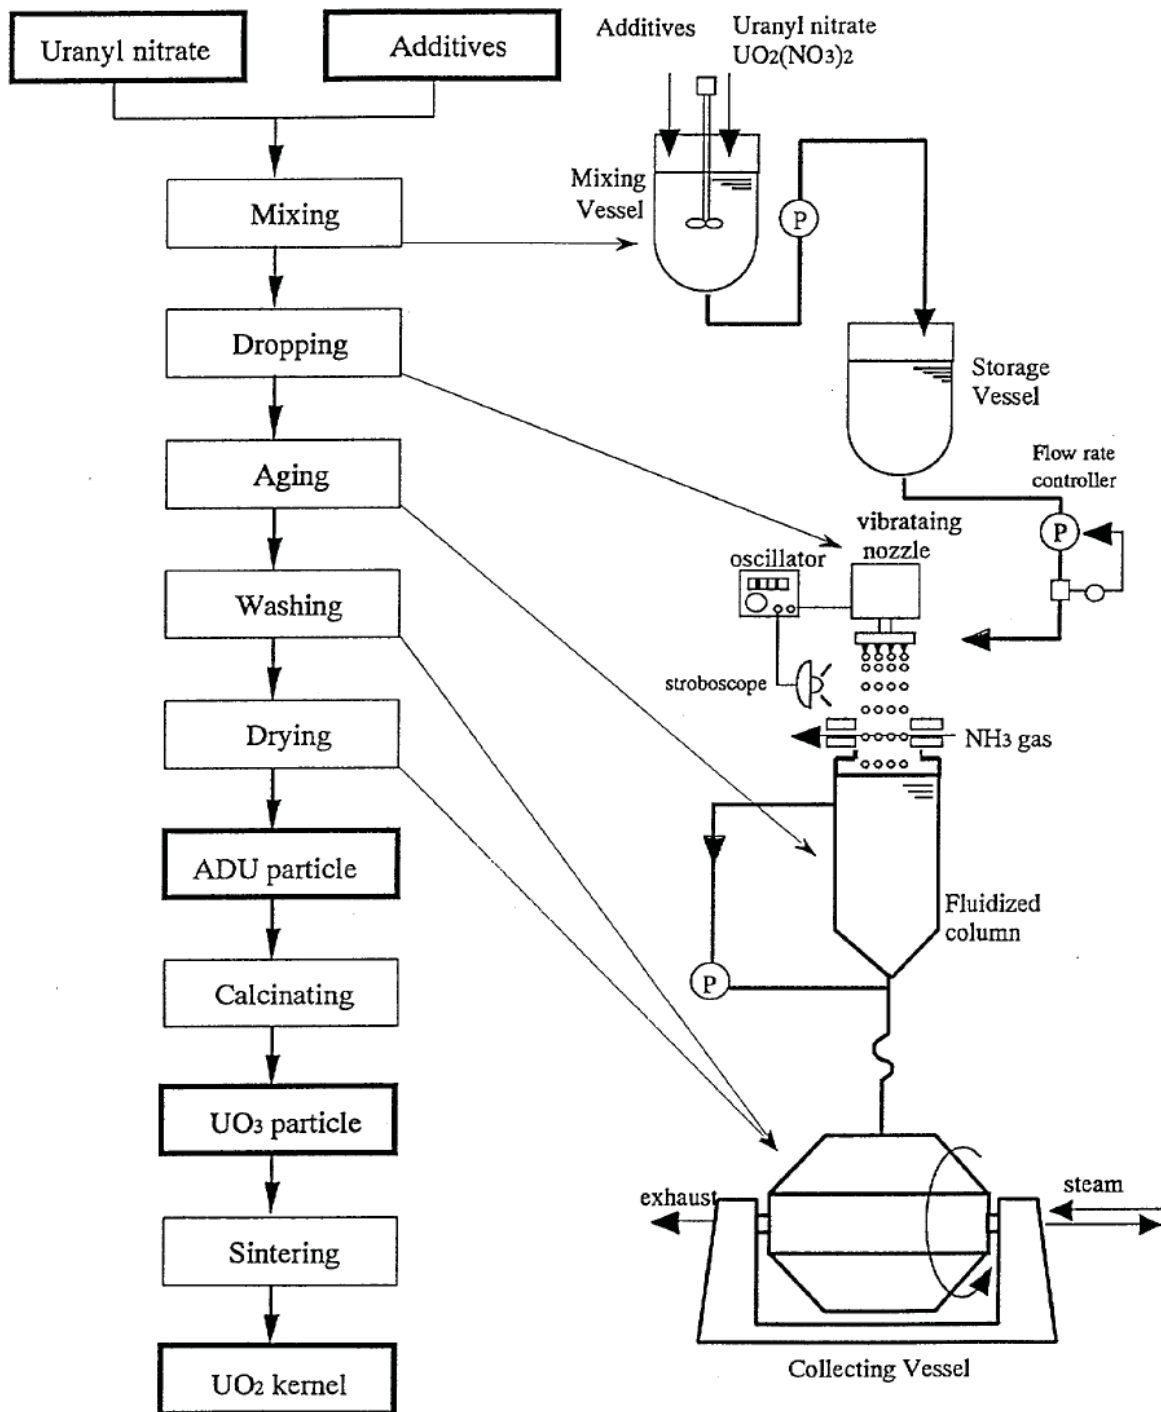 Uranyl nitrate
Additives
Mixing
Dropping
Aging
Washing
Drying
ADU particle
Calcinating
UO3 particle
Sintering
UO2 kernel
Additives
Uranyl nitrate
UO2(NO3)2
Mixing
Vessel
P
Storage
Vessel
Flow rate
controller
P
vibrataing
nozzle
oscillator
stroboscope
NH3 gas
Fluidized
column
P
exhaust
steam
Collecting Vessel